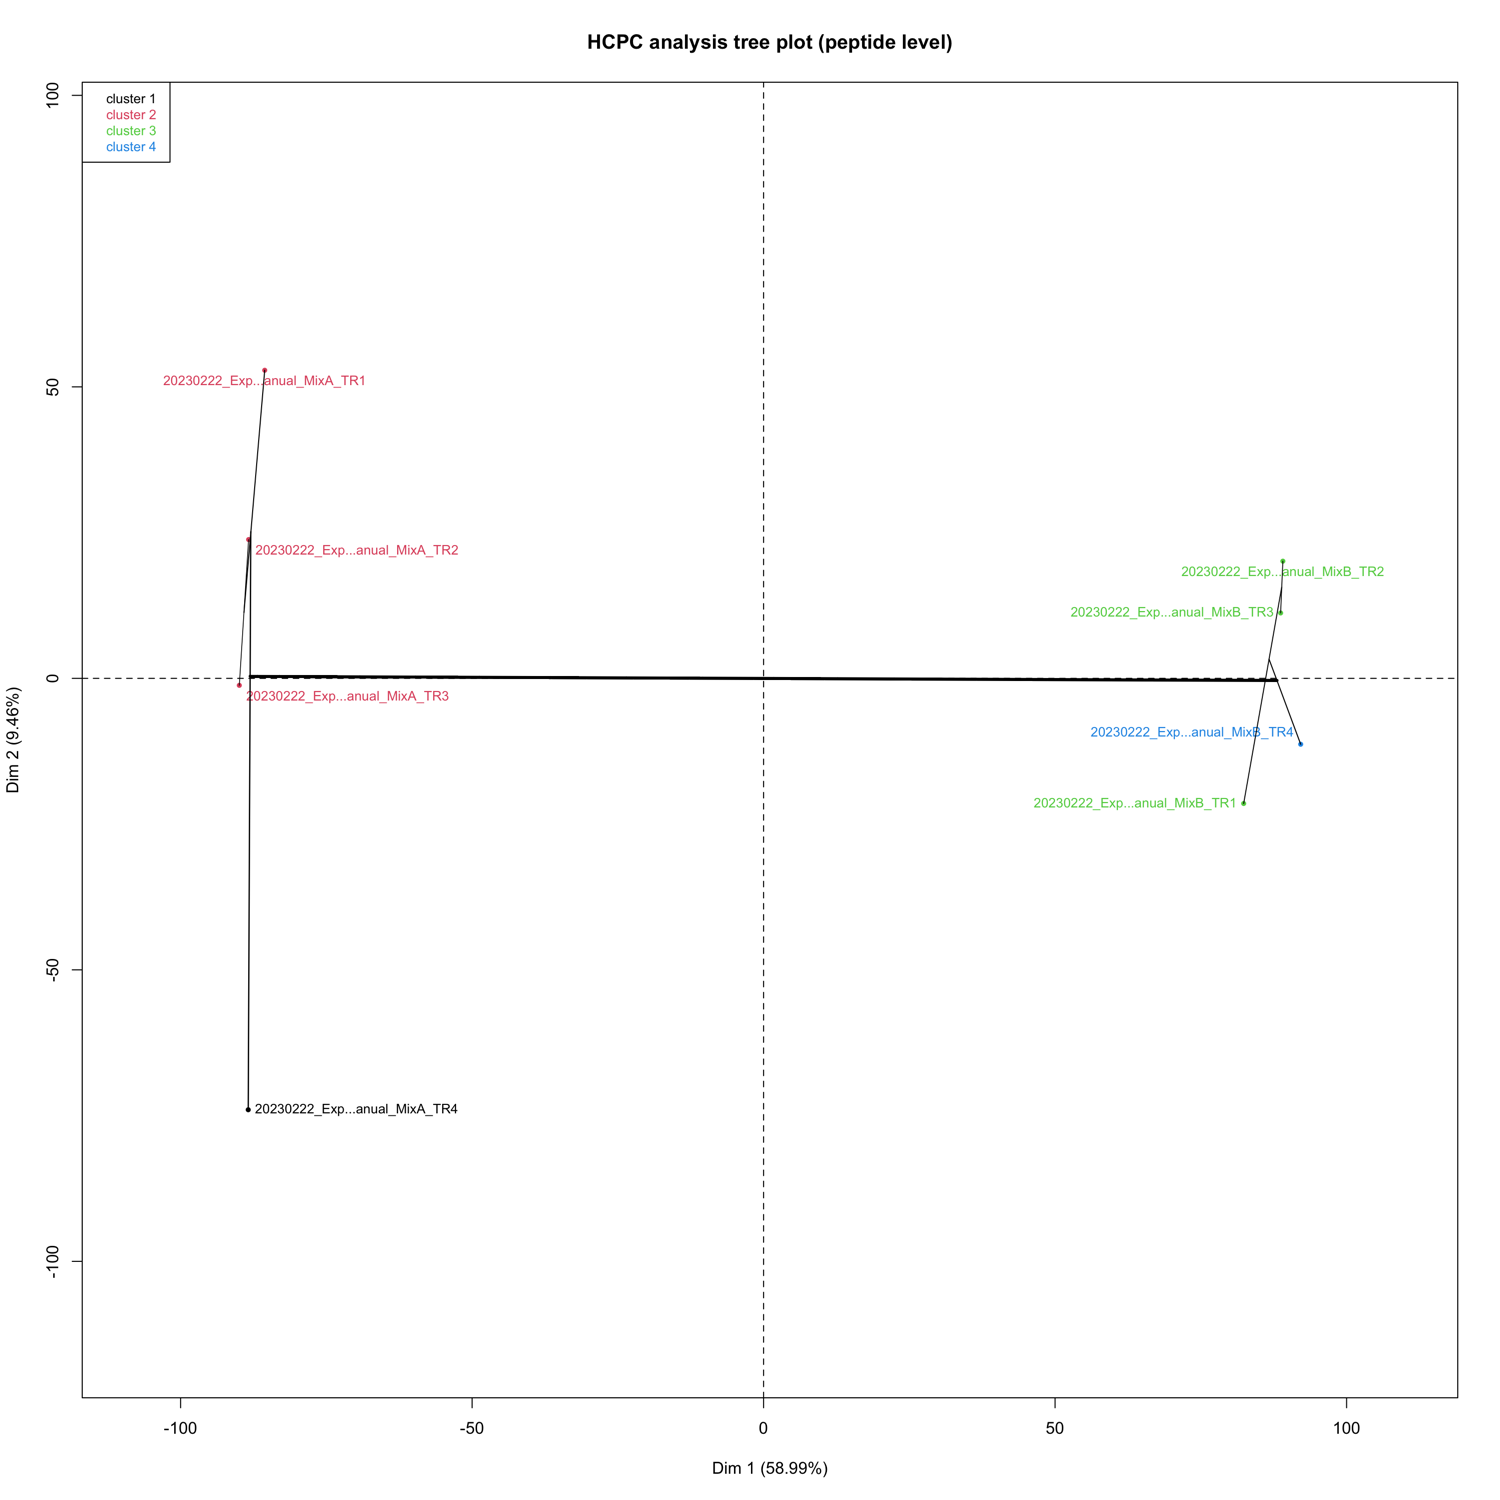 HCPC analysis tree plot (peptide level)
cluster 1
cluster 2
cluster 3
cluster 4
100
50
0
-50
-100
Dim 2 (9.46%)
20230222_Exp...anual_MixA_TR1
20230222_Exp...anual_MixA_TR2
20230222_Exp...anual_MixB_TR2
20230222_Exp...anual_MixB_TR3
20230222_Exp...anual_MixA_TR3
20230222_Exp...anual_MixB_TR4
20230222_Exp...anual_MixB_TR1
20230222_Exp...anual_MixA_TR4
-100
-50
0
50
100
Dim 1 (58.99%)